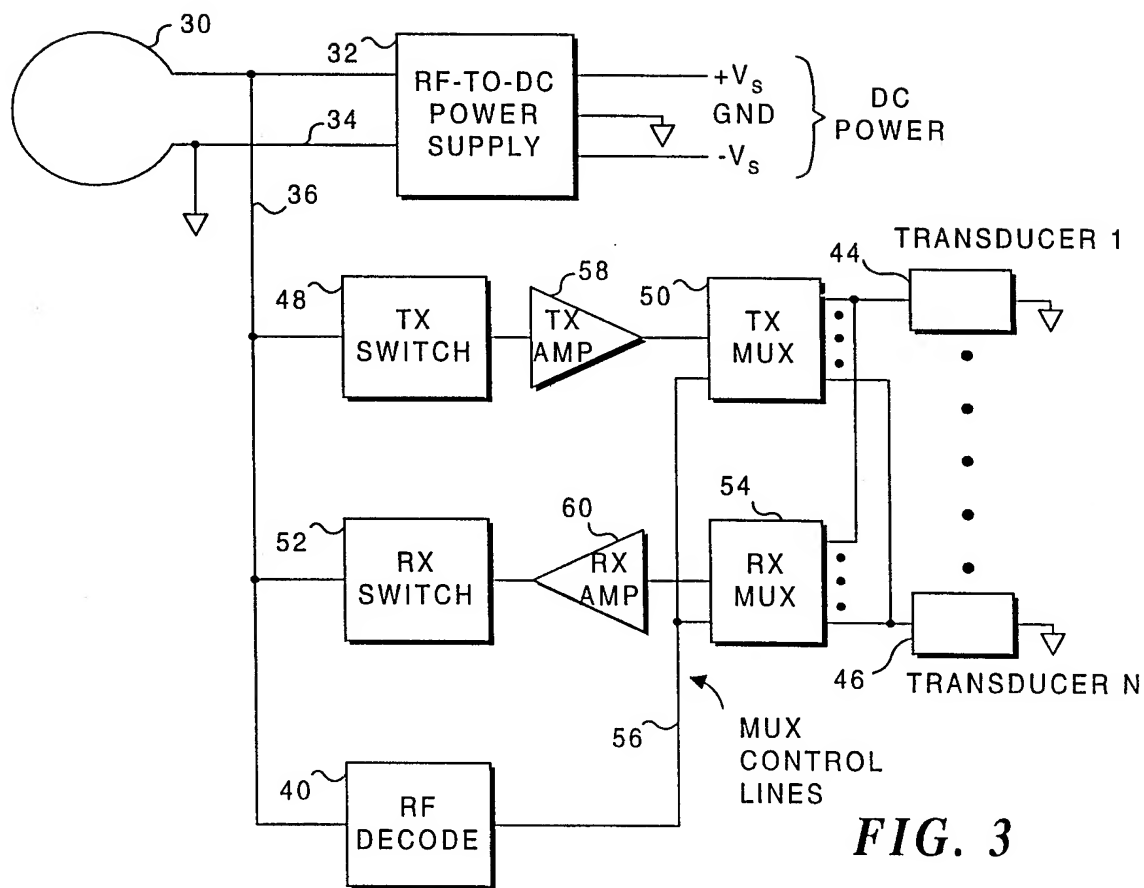 30
32
RF-TO-DC
POWER
SUPPLY
+Vs
GND
-Vs
DC
POWER
34
36
48
TX
SWITCH
58
TX
AMP
50
TX
MUX
TRANSDUCER 1
44
52
RX
SWITCH
60
RX
AMP
54
RX
MUX
46
TRANSDUCER N
56
MUX
CONTROL
LINES
40
RF
DECODE
FIG. 3